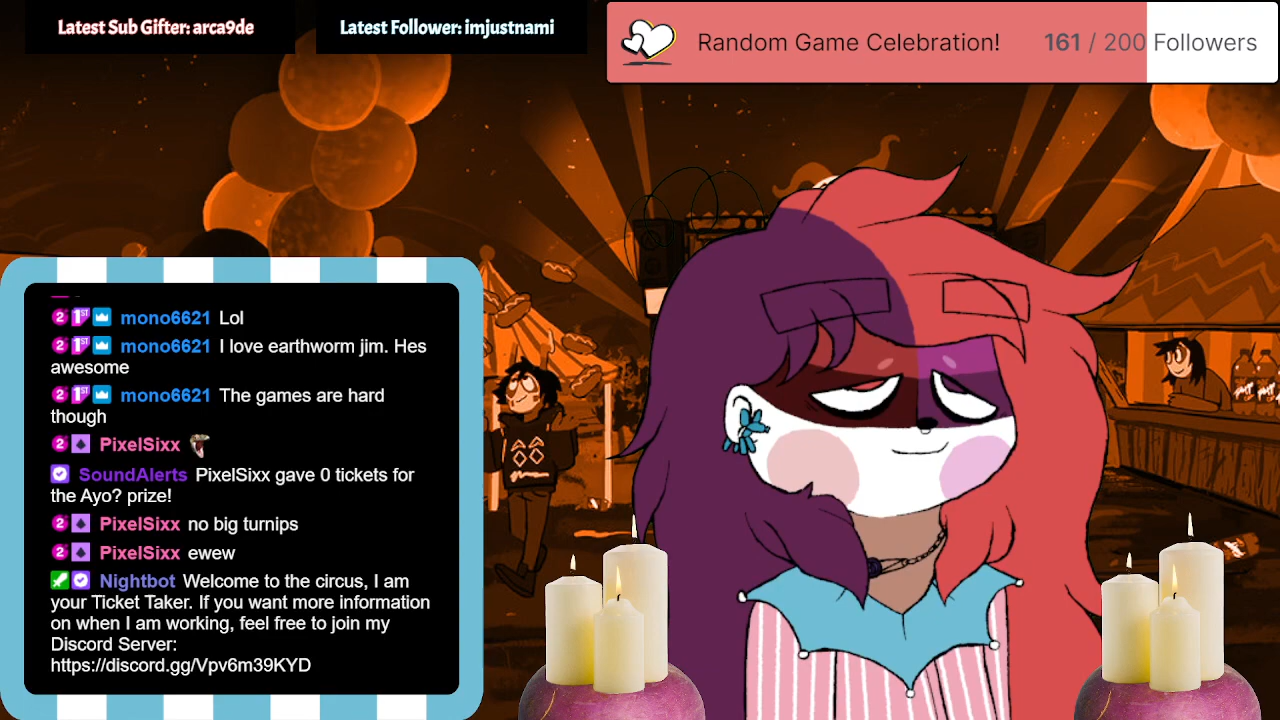 Latest Sub Gifter: arca9de
Latest Follower: imjustnami
Random Game Celebration! 161 / 200 Followers
mono6621 Lol
mono6621 I love earthworm jim. Hes
awesome
mono6621 The games are hard
though
PixelSixx
SoundAlerts PixelSixx gave 0 tickets for
the Ayo? prize!
PixelSixx no big turnips
PixelSixx ewew
Nightbot Welcome to the circus, I am
your Ticket Taker. If you want more information
on when I am working, feel free to join my
Discord Server:
https://discord.gg/Vpv6m39KYD